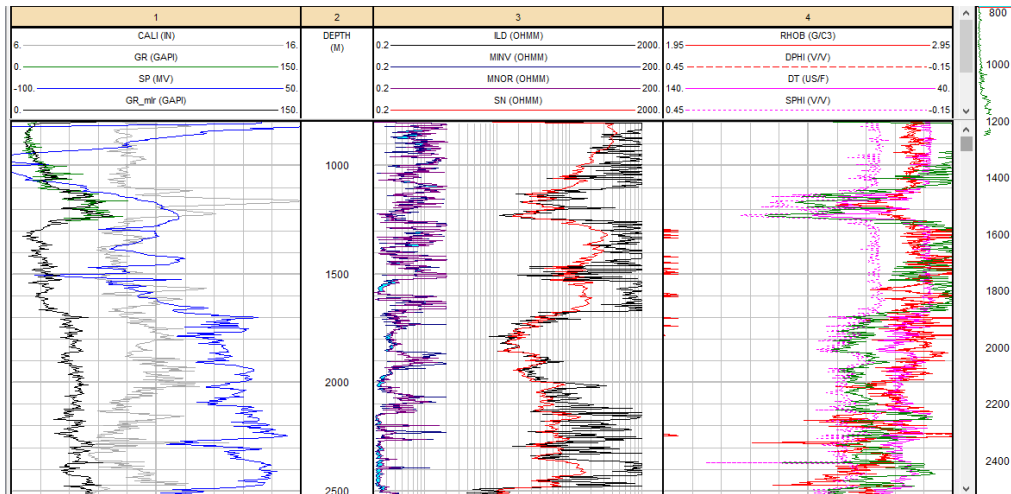 1 2 3 4
CALI (IN)
6. 16.
GR (GAPI)
0. 150.
SP (MV)
-100. 50.
GR_mlr (GAPI)
0. 150.
DEPTH
(M)
ILD (OHMM)
0.2 2000.
MINV (OHMM)
0.2 200.
MNOR (OHMM)
0.2 200.
SN (OHMM)
0.2 2000.
RHOB (G/C3)
1.95 2.95
DPHI (V/V)
0.45 -0.15
DT (US/F)
140. 40.
SPHI (V/V)
0.45 -0.15
1000
1500
2000
2500
800
1000
1200
1400
1600
1800
2000
2200
2400